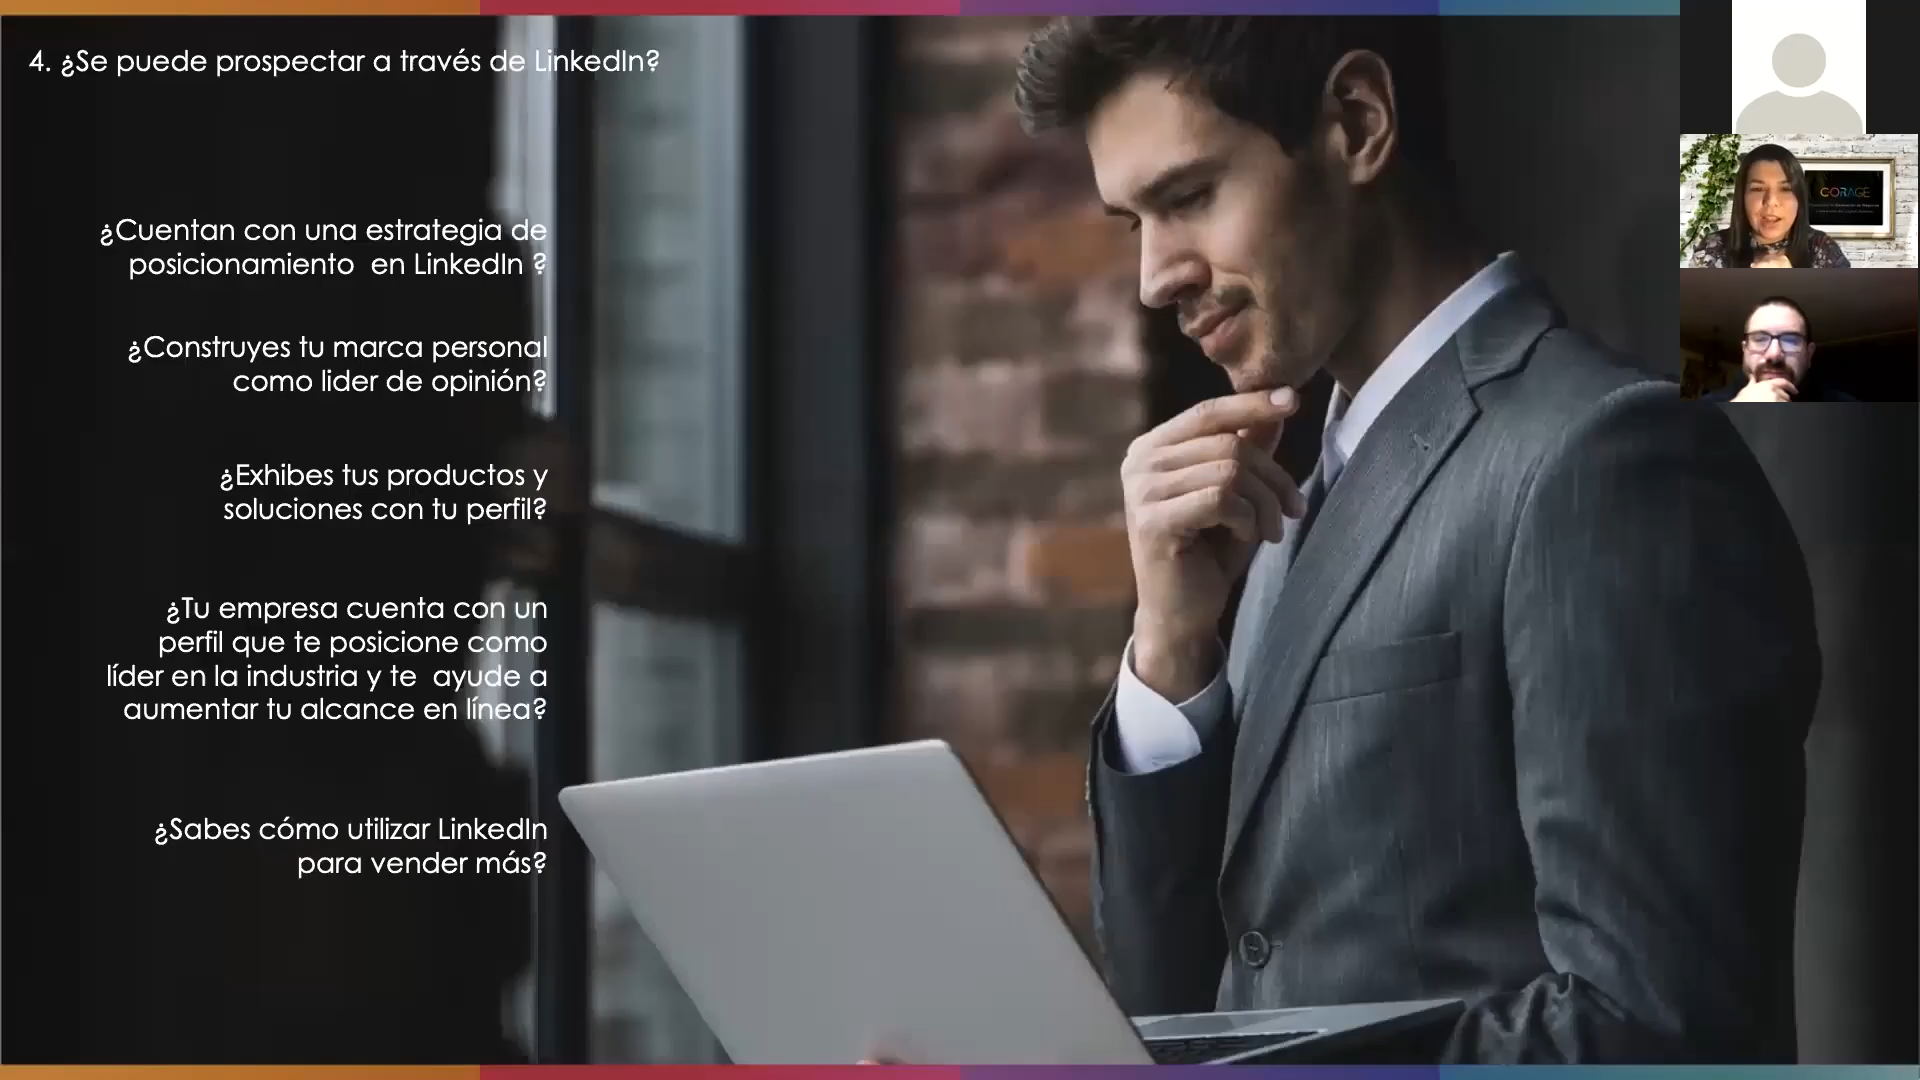 4. ¿Se puede prospectar a través de LinkedIn?
¿Cuentan con una estrategia de
posicionamiento  en LinkedIn ?
¿Construyes tu marca personal
como lider de opinión?
¿Exhibes tus productos y
soluciones con tu perfil?
¿Tu empresa cuenta con un
perfil que te posicione como
líder en la industria y te  ayude a
aumentar tu alcance en línea?
¿Sabes cómo utilizar LinkedIn
para vender más?
CORAGE